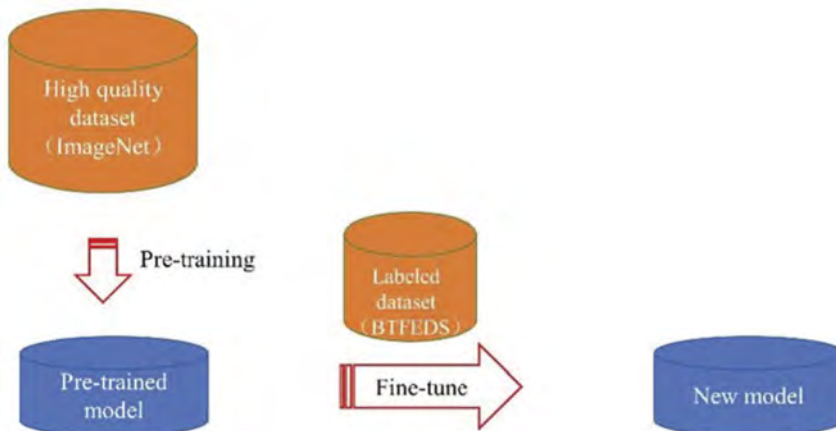 High quality
dataset
（ImageNet）
Pre-training
Labeled
dataset
（BTFEDS）
Pre-trained
model
Fine-tune
New model